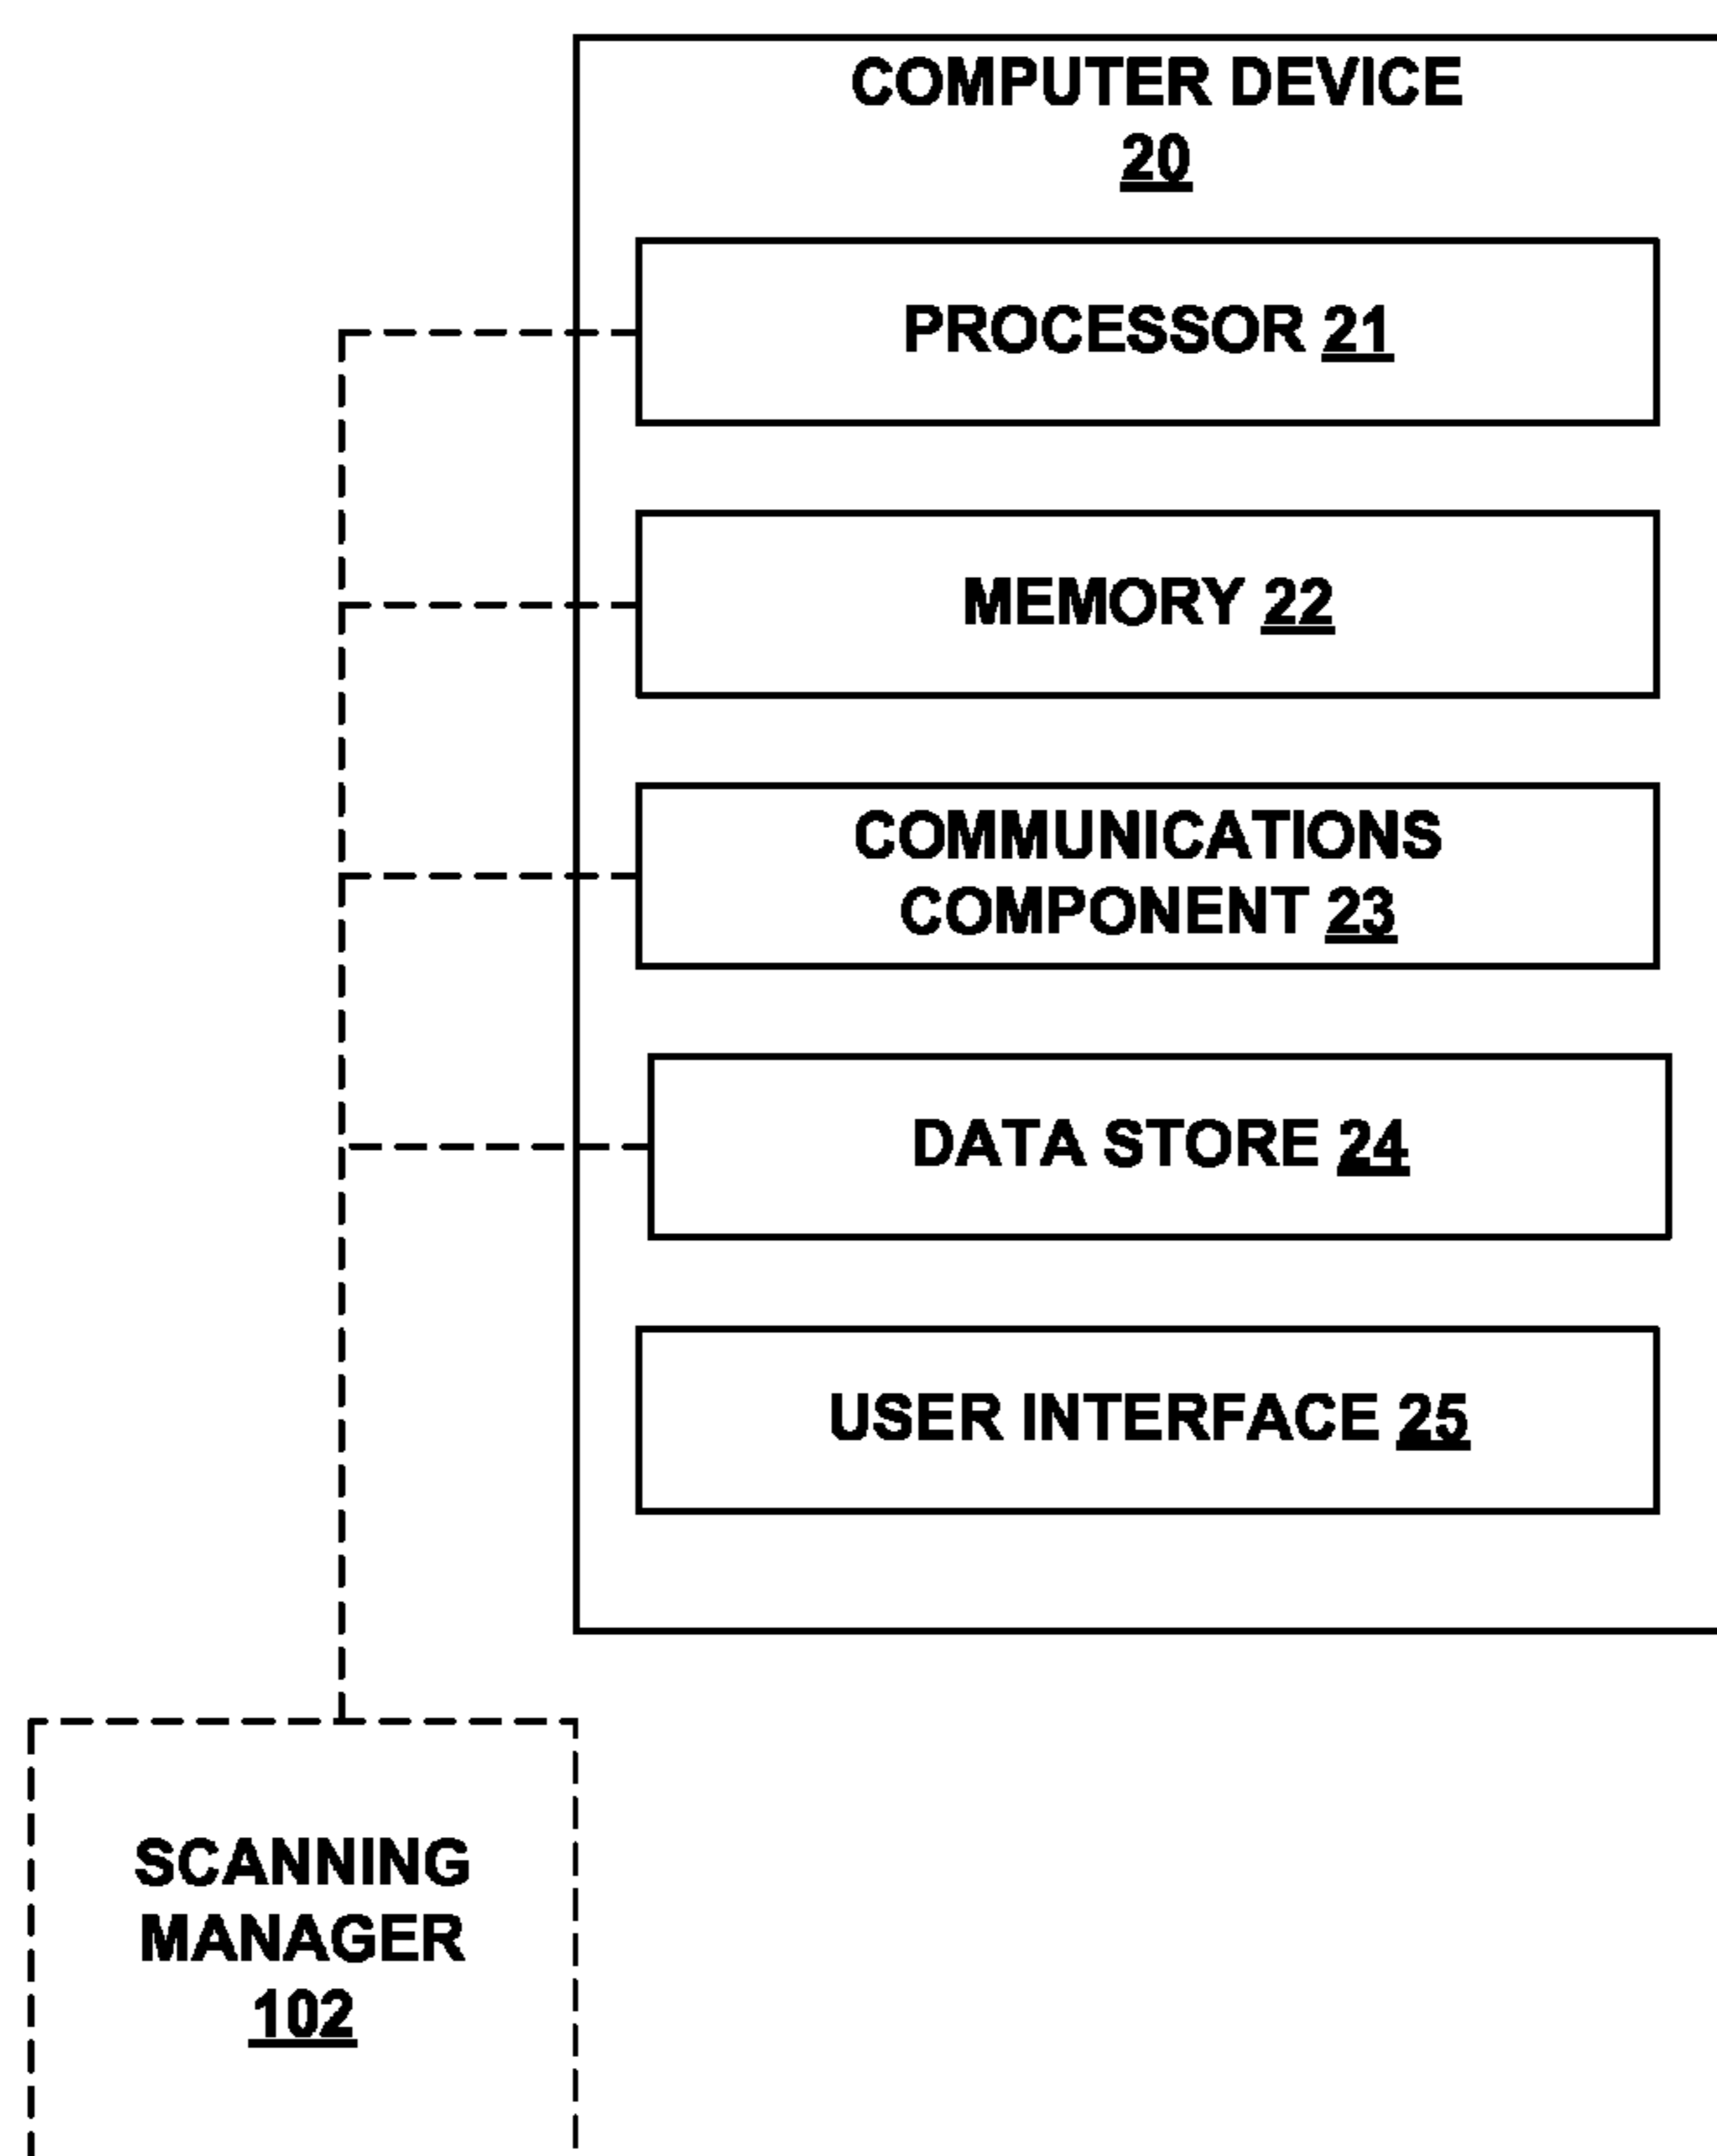 COMPUTER DEVICE
20
PROCESSOR 21
MEMORY 22
COMMUNICATIONS
COMPONENT 23
DATA STORE 24
USER INTERFACE 25
SCANNING
MANAGER
102